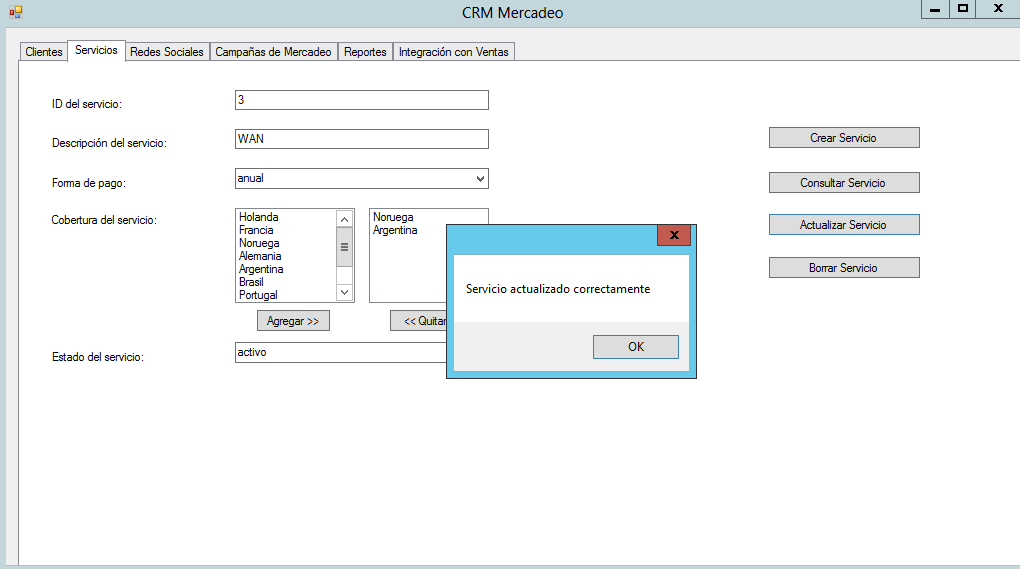 CRM Mercadeo
Clientes Servicios Redes Sociales Campañas de Mercadeo Reportes Integración con Ventas
ID del servicio: 3
Descripción del servicio: WAN
Crear Servicio
Forma de pago: anual
Consultar Servicio
Cobertura del servicio:
Holanda
Francia
Noruega
Alemania
Argentina
Brasil
Portugal
Noruega
Argentina
Actualizar Servicio
Borrar Servicio
Agregar >> << Quitar
Estado del servicio: activo
X
Servicio actualizado correctamente
OK